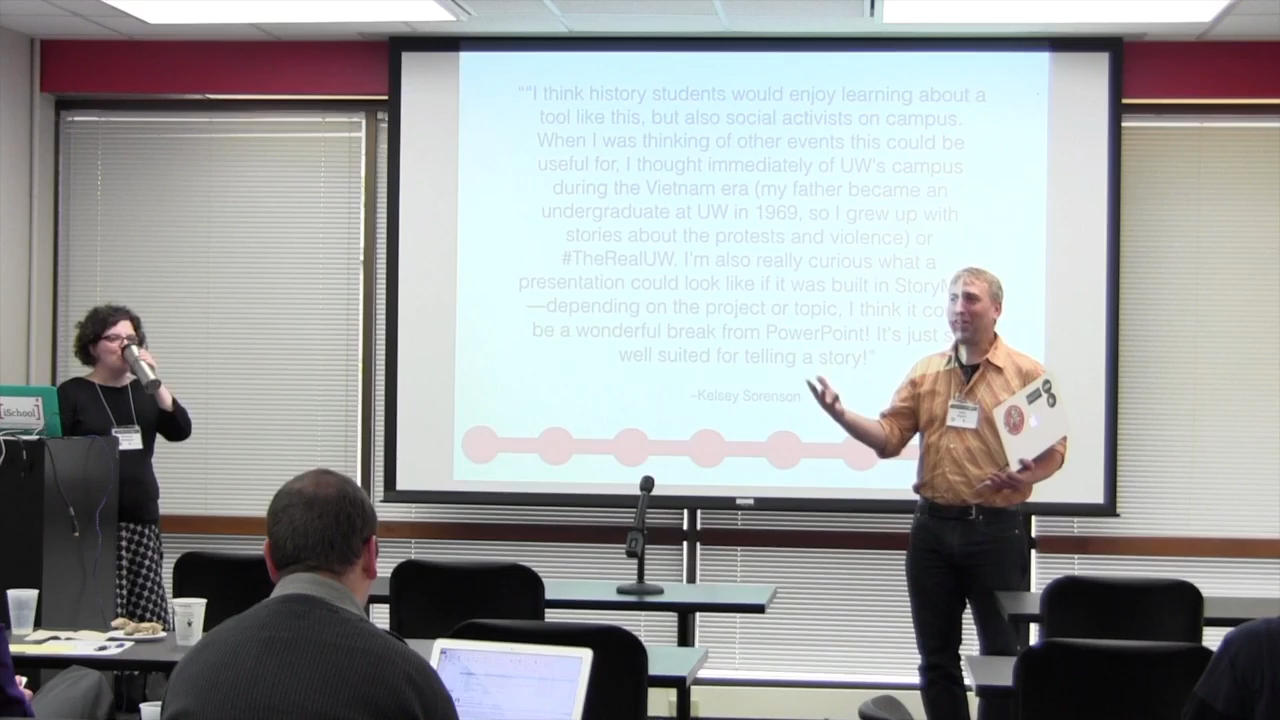 ““I think history students would enjoy learning about a
tool like this, but also social activists on campus.
When I was thinking of other events this could be
useful for, I thought immediately of UW's campus
during the Vietnam era (my father became an
undergraduate at UW in 1969, so I grew up with
stories about the protests and violence) or
#TheRealUW. I'm also really curious what a
presentation could look like if it was built in
—depending on the project or topic, I think it
be a wonderful break from PowerPoint! It's just
well suited for telling a story!”
–Kelsey Sorenson
[iSchool]